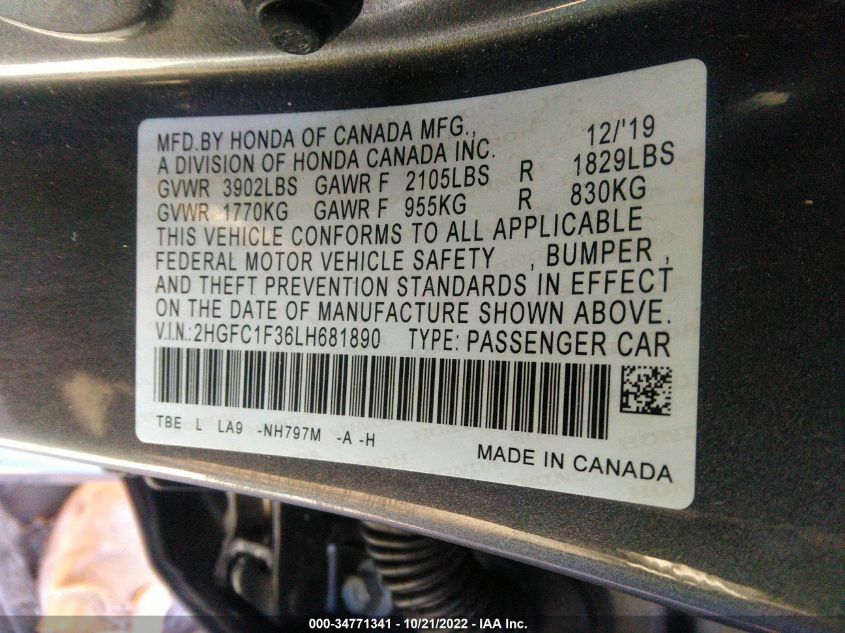 MFD.BY HONDA OF CANADA MFG., 12/'19
A DIVISION OF HONDA CANADA INC.
GVWR 3902LBS GAWR F 2105LBS R 1829LBS
GVWR 1770KG GAWR F 955KG R 830KG
THIS VEHICLE CONFORMS TO ALL APPLICABLE
FEDERAL MOTOR VEHICLE SAFETY , BUMPER ,
AND THEFT PREVENTION STANDARDS IN EFFECT
ON THE DATE OF MANUFACTURE SHOWN ABOVE.
V.I.N.:2HGFC1F36LH681890 TYPE: PASSENGER CAR
TBE L LA9 -NH797M -A -H
MADE IN CANADA
000-34771341 - 10/21/2022 - IAA Inc.